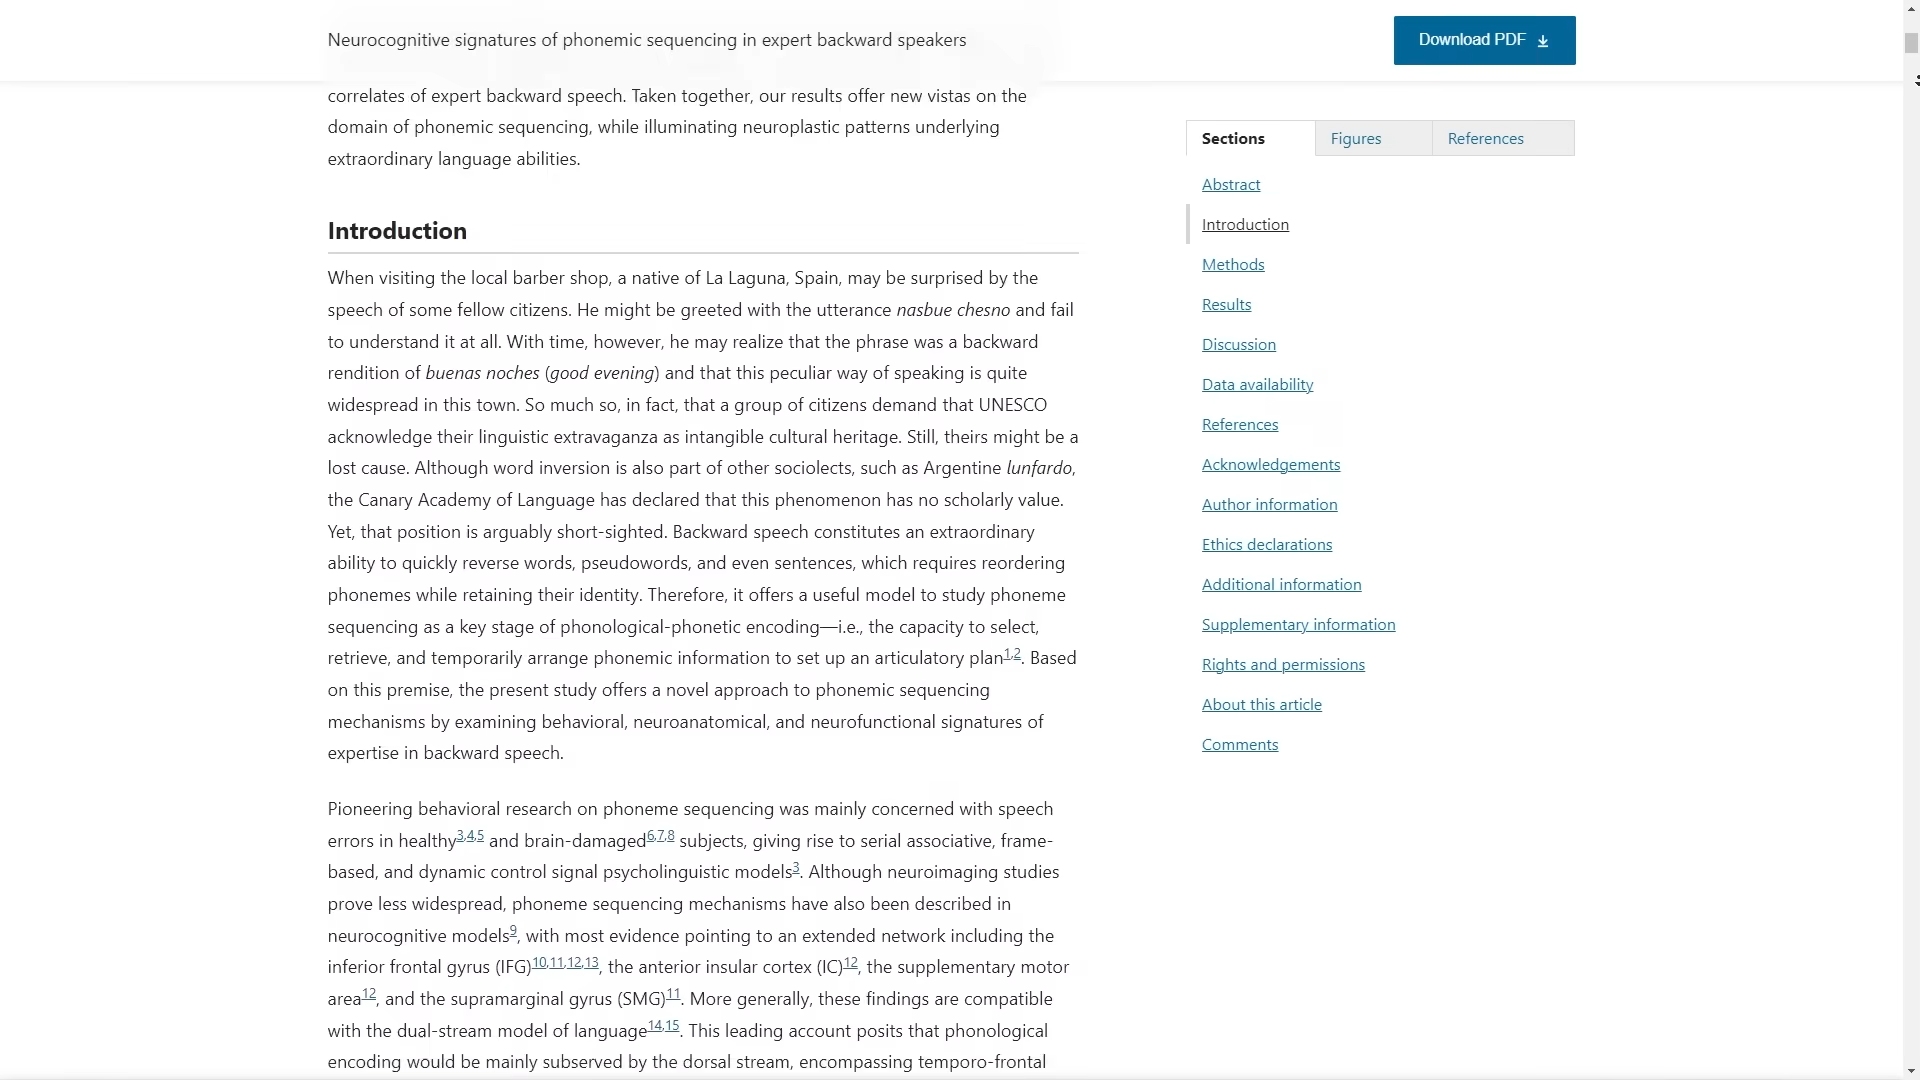 Neurocognitive signatures of phonemic sequencing in expert backward speakers
Download PDF
correlates of expert backward speech. Taken together, our results offer new vistas on the
domain of phonemic sequencing, while illuminating neuroplastic patterns underlying
extraordinary language abilities.
Introduction
When visiting the local barber shop, a native of La Laguna, Spain, may be surprised by the
speech of some fellow citizens. He might be greeted with the utterance nasbue chesno and fail
to understand it at all. With time, however, he may realize that the phrase was a backward
rendition of buenas noches (good evening) and that this peculiar way of speaking is quite
widespread in this town. So much so, in fact, that a group of citizens demand that UNESCO
acknowledge their linguistic extravaganza as intangible cultural heritage. Still, theirs might be a
lost cause. Although word inversion is also part of other sociolects, such as Argentine lunfardo,
the Canary Academy of Language has declared that this phenomenon has no scholarly value.
Yet, that position is arguably short-sighted. Backward speech constitutes an extraordinary
ability to quickly reverse words, pseudowords, and even sentences, which requires reordering
phonemes while retaining their identity. Therefore, it offers a useful model to study phoneme
sequencing as a key stage of phonological-phonetic encoding—i.e., the capacity to select,
retrieve, and temporarily arrange phonemic information to set up an articulatory plan1,2. Based
on this premise, the present study offers a novel approach to phonemic sequencing
mechanisms by examining behavioral, neuroanatomical, and neurofunctional signatures of
expertise in backward speech.
Pioneering behavioral research on phoneme sequencing was mainly concerned with speech
errors in healthy3,4,5 and brain-damaged6,7,8 subjects, giving rise to serial associative, frame-
based, and dynamic control signal psycholinguistic models3. Although neuroimaging studies
prove less widespread, phoneme sequencing mechanisms have also been described in
neurocognitive models9, with most evidence pointing to an extended network including the
inferior frontal gyrus (IFG)10,11,12,13, the anterior insular cortex (IC)12, the supplementary motor
area12, and the supramarginal gyrus (SMG)11. More generally, these findings are compatible
with the dual-stream model of language14,15. This leading account posits that phonological
encoding would be mainly subserved by the dorsal stream, encompassing temporo-frontal
Sections
Figures
References
Abstract
Introduction
Methods
Results
Discussion
Data availability
References
Acknowledgements
Author information
Ethics declarations
Additional information
Supplementary information
Rights and permissions
About this article
Comments